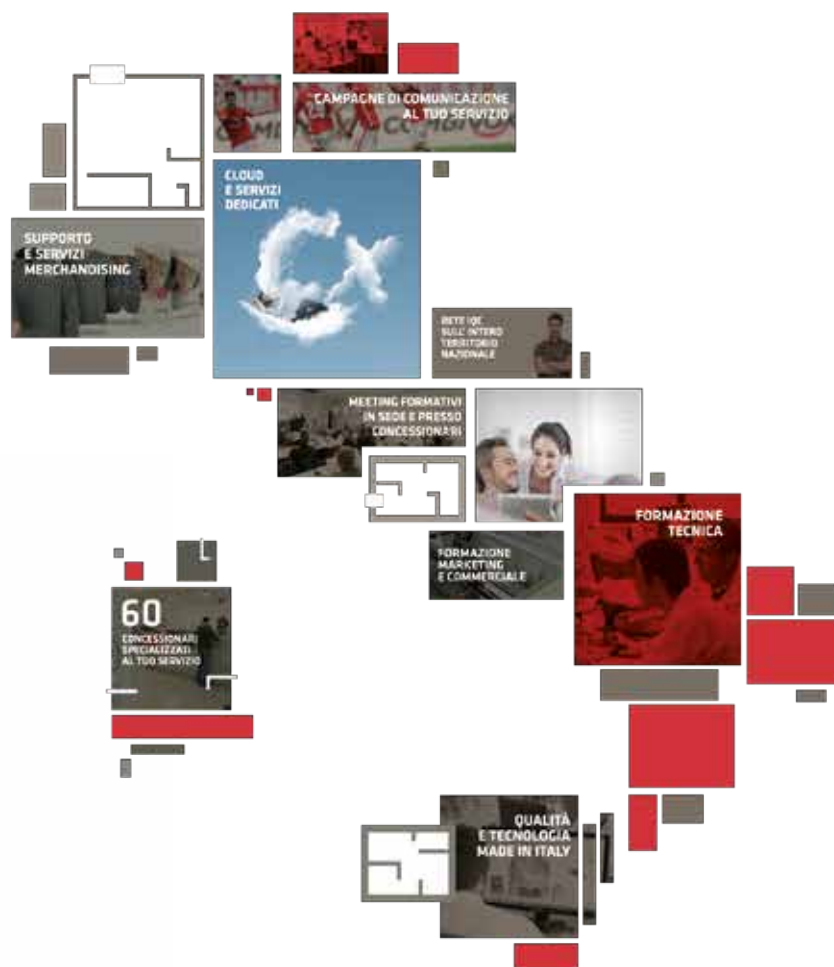 CAMPAGNE DI COMUNICAZIONE
AL TUO SERVIZIO
CLOUD
E SERVIZI
DEDICATI
SUPPORTO
E SERVIZI
MERCHANDISING
RETE IQE
SULL'INTERO
TERRITORIO
NAZIONALE
MEETING FORMATIVI
IN SEDE E PRESSO
CONCESSIONARI
FORMAZIONE
TECNICA
FORMAZIONE
MARKETING
E COMMERCIALE
60
CONCESSIONARI
SPECIALIZZATI
AL TUO SERVIZIO
QUALITÀ
E TECNOLOGIA
MADE IN ITALY